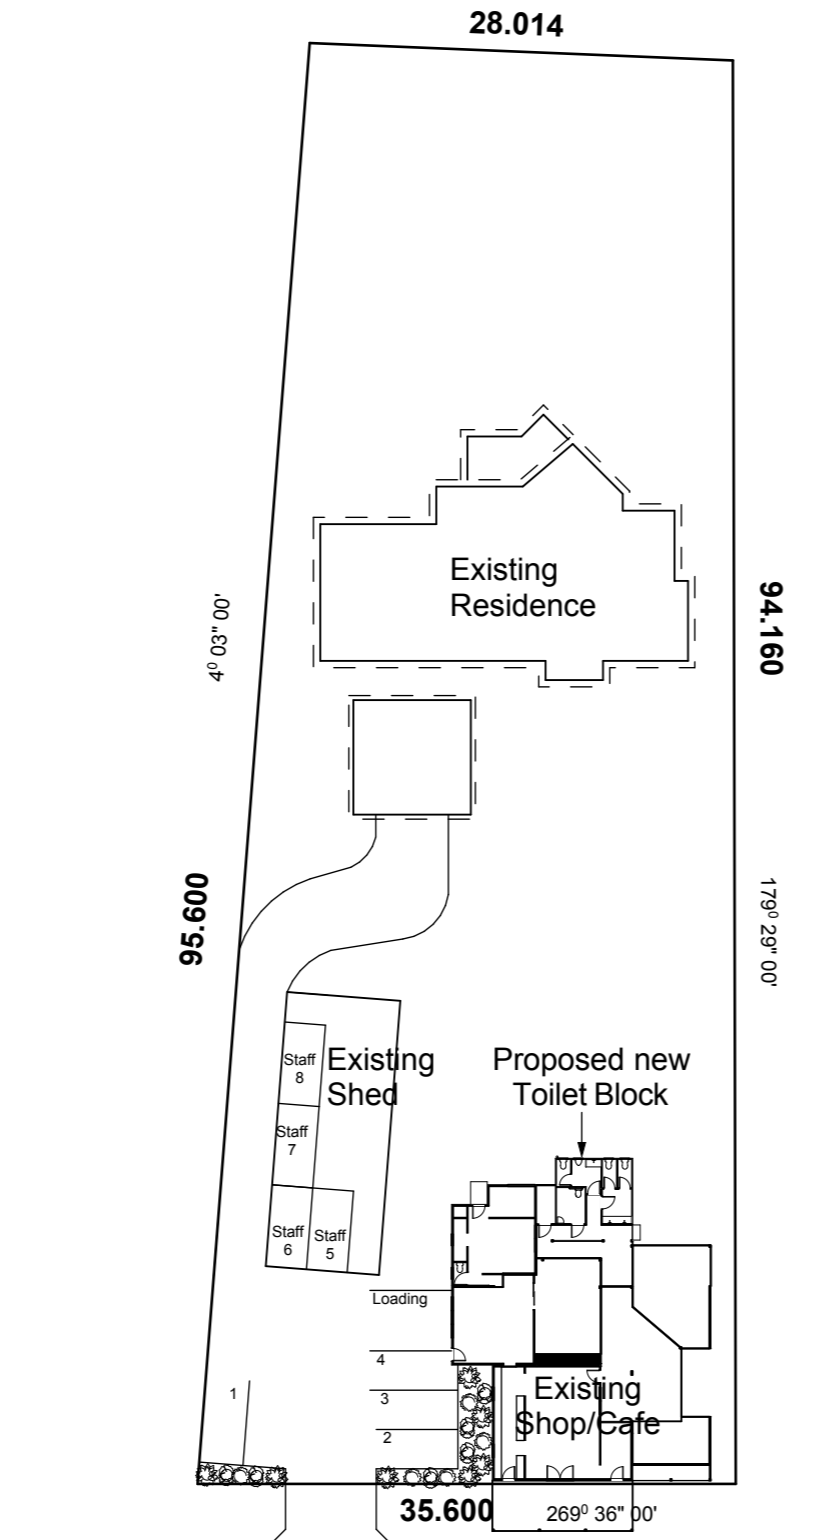 28.014
Existing
Residence
4⁰ 03" 00'
94.160
95.600
179⁰ 29" 00'
Existing
Shed
Proposed new
Toilet Block
Staff
8
Staff
7
Staff
6
Staff
5
Loading
4
3
2
1
Existing
Shop/Cafe
35.600
269⁰ 36" 00'